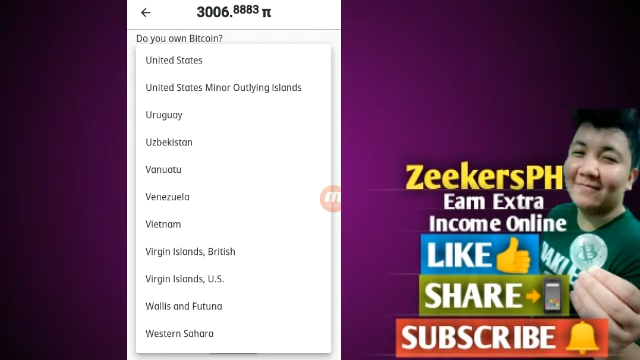 3006.8883 π
Do you own Bitcoin?
United States
United States Minor Outlying Islands
Uruguay
Uzbekistan
Vanuatu
Venezuela
Vietnam
Virgin Islands, British
Virgin Islands, U.S.
Wallis and Futuna
Western Sahara
ZeekersPH
Earn Extra
Income Online
LIKE
SHARE
SUBSCRIBE